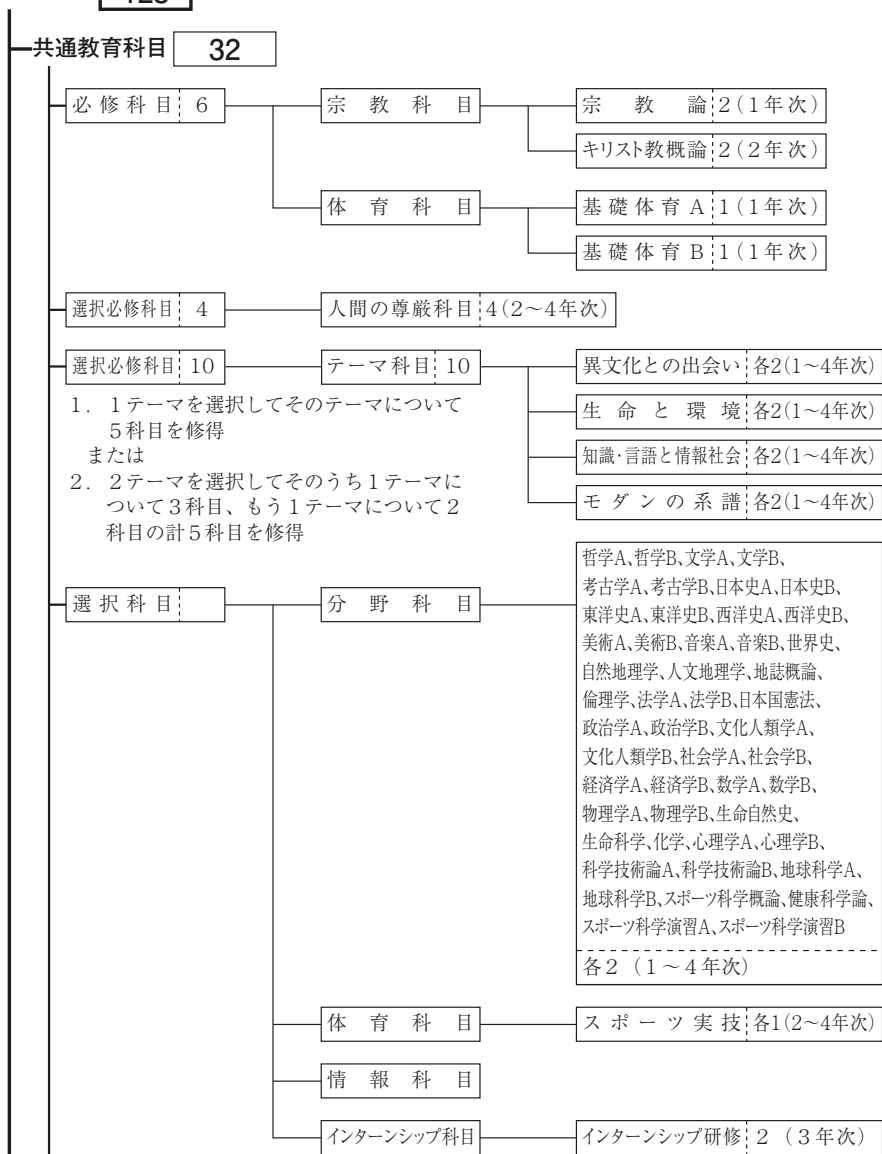 共通教育科目 32
必修科目 6
宗教科目
宗教論 2(1年次)
キリスト教概論 2(2年次)
体育科目
基礎体育A 1(1年次)
基礎体育B 1(1年次)
選択必修科目 4
人間の尊厳科目 4(2~4年次)
選択必修科目 10
テーマ科目 10
異文化との出会い 各2(1~4年次)
生命と環境 各2(1~4年次)
知識・言語と情報社会 各2(1~4年次)
モダンの系譜 各2(1~4年次)
1. 1テーマを選択してそのテーマについて
5科目を修得
または
2. 2テーマを選択してそのうち1テーマに
ついて3科目、もう1テーマについて2
科目の計5科目を修得
選択科目
分野科目
哲学A、哲学B、文学A、文学B、
考古学A、考古学B、日本史A、日本史B、
東洋史A、東洋史B、西洋史A、西洋史B、
美術A、美術B、音楽A、音楽B、世界史、
自然地理学、人文地理学、地誌概論、
倫理学、法学A、法学B、日本国憲法、
政治学A、政治学B、文化人類学A、
文化人類学B、社会学A、社会学B、
経済学A、経済学B、数学A、数学B、
物理学A、物理学B、生命自然史、
生命科学、化学、心理学A、心理学B、
科学技術論A、科学技術論B、地球科学A、
地球科学B、スポーツ科学概論、健康科学論、
スポーツ科学演習A、スポーツ科学演習B
各2(1~4年次)
体育科目
スポーツ実技 各1(2~4年次)
情報科目
インターンシップ科目
インターンシップ研修 2(3年次)